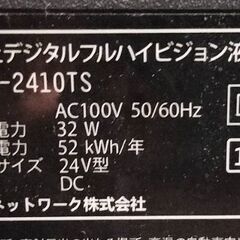 デジタルフルハイビジョン液
-2410TS
AC100V 50/60Hz
電力 32 W
電力 52 kWh/年
サイズ 24V型
DC
ネットワーク株式会社